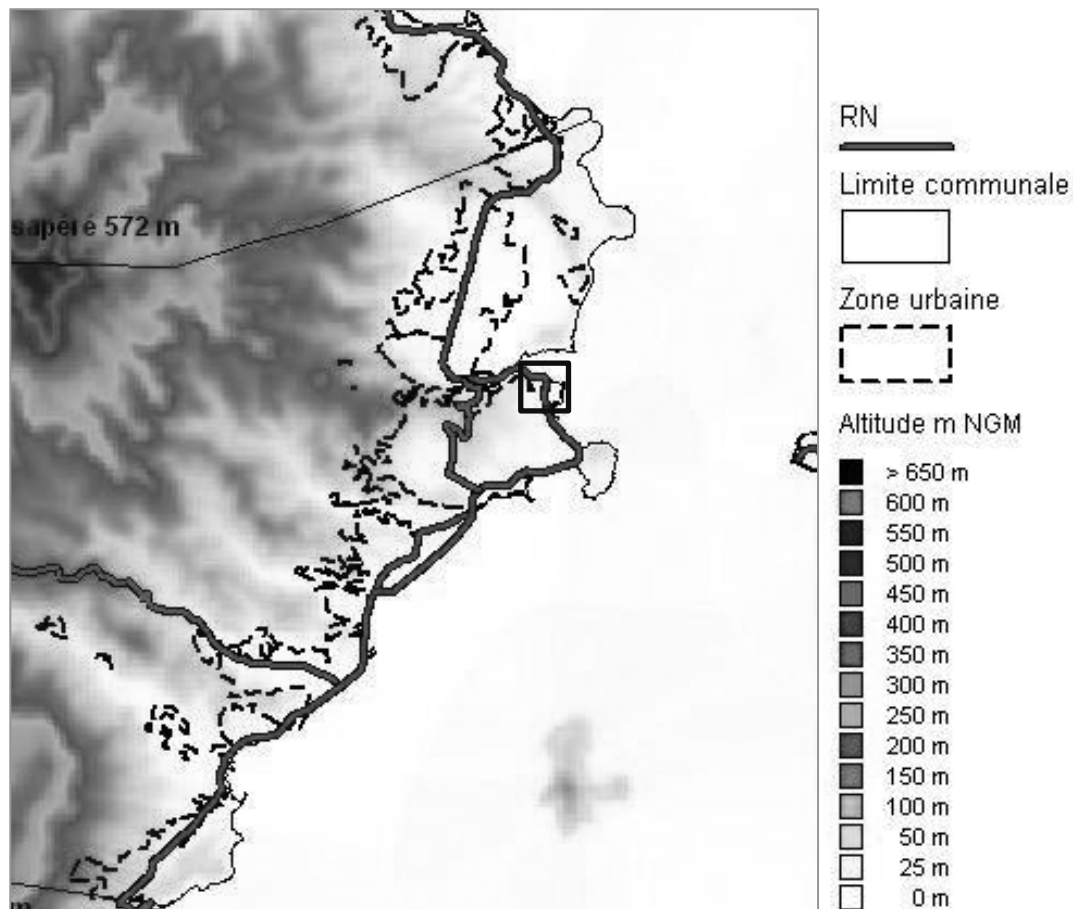 sapéré 572 m
m
RN
Limite communale
Zone urbaine
Altitude m NGM
> 650 m
600 m
550 m
500 m
450 m
400 m
350 m
300 m
250 m
200 m
150 m
100 m
50 m
25 m
0 m